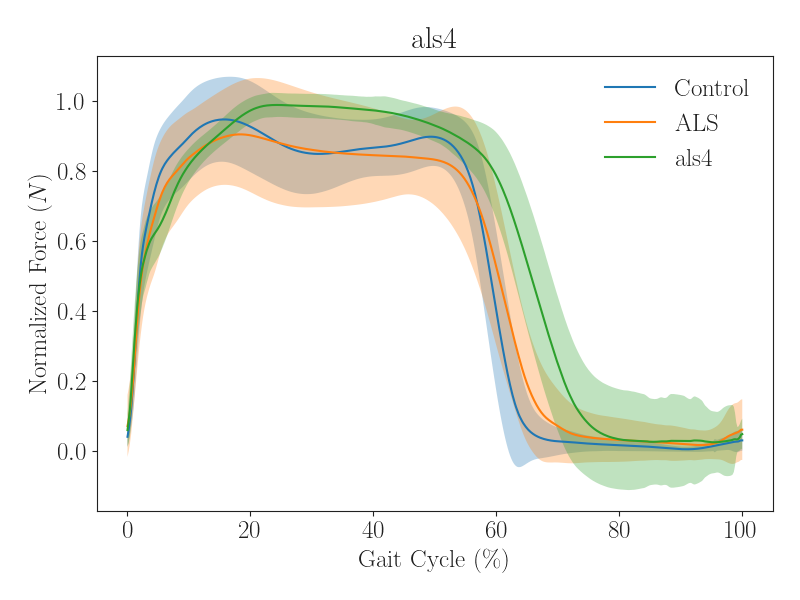 als4
1.0
0.8
0.6
0.4
0.2
0.0
Normalized Force (N)
0 20 40 60 80 100
Gait Cycle (%)
Control
ALS
als4